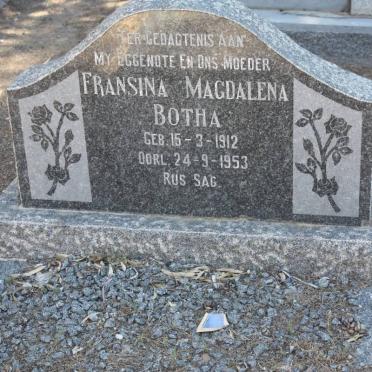 TER GEDAGTENIS AAN
MY EGGENOTE EN ONS MOEDER
FRANSINA MAGDALENA
BOTHA
GEB. 15-3-1912
OORL. 24-9-1953
RUS SAG.